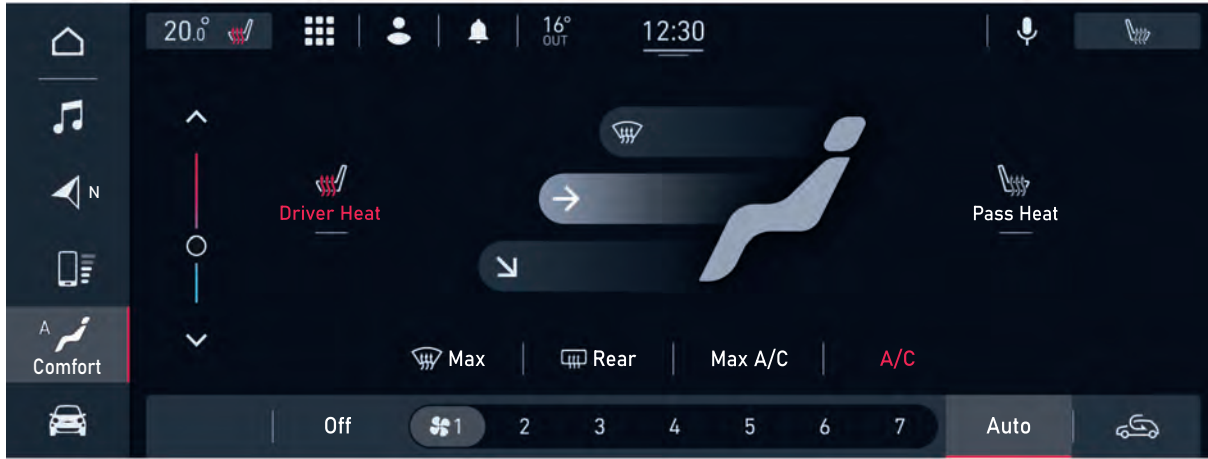 20.0° 16° 12:30
OUT
N
Driver Heat
Pass Heat
A
Comfort
Max Rear Max A/C A/C
Off 1 2 3 4 5 6 7 Auto